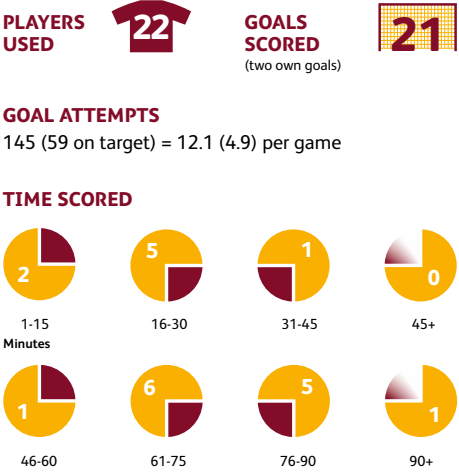 PLAYERS
USED
22
GOALS
SCORED
(two own goals)
21
GOAL ATTEMPTS
145 (59 on target) = 12.1 (4.9) per game
TIME SCORED
2
5
1
0
1-15
16-30
31-45
45+
Minutes
1
6
5
1
46-60
61-75
76-90
90+